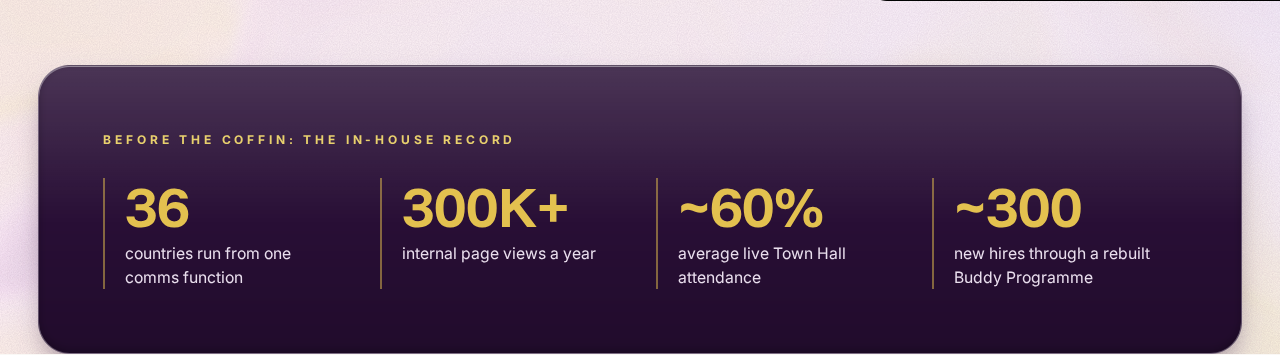 BEFORE THE COFFIN: THE IN-HOUSE RECORD
36
countries run from one
comms function
300K+
internal page views a year
~60%
average live Town Hall
attendance
~300
new hires through a rebuilt
Buddy Programme